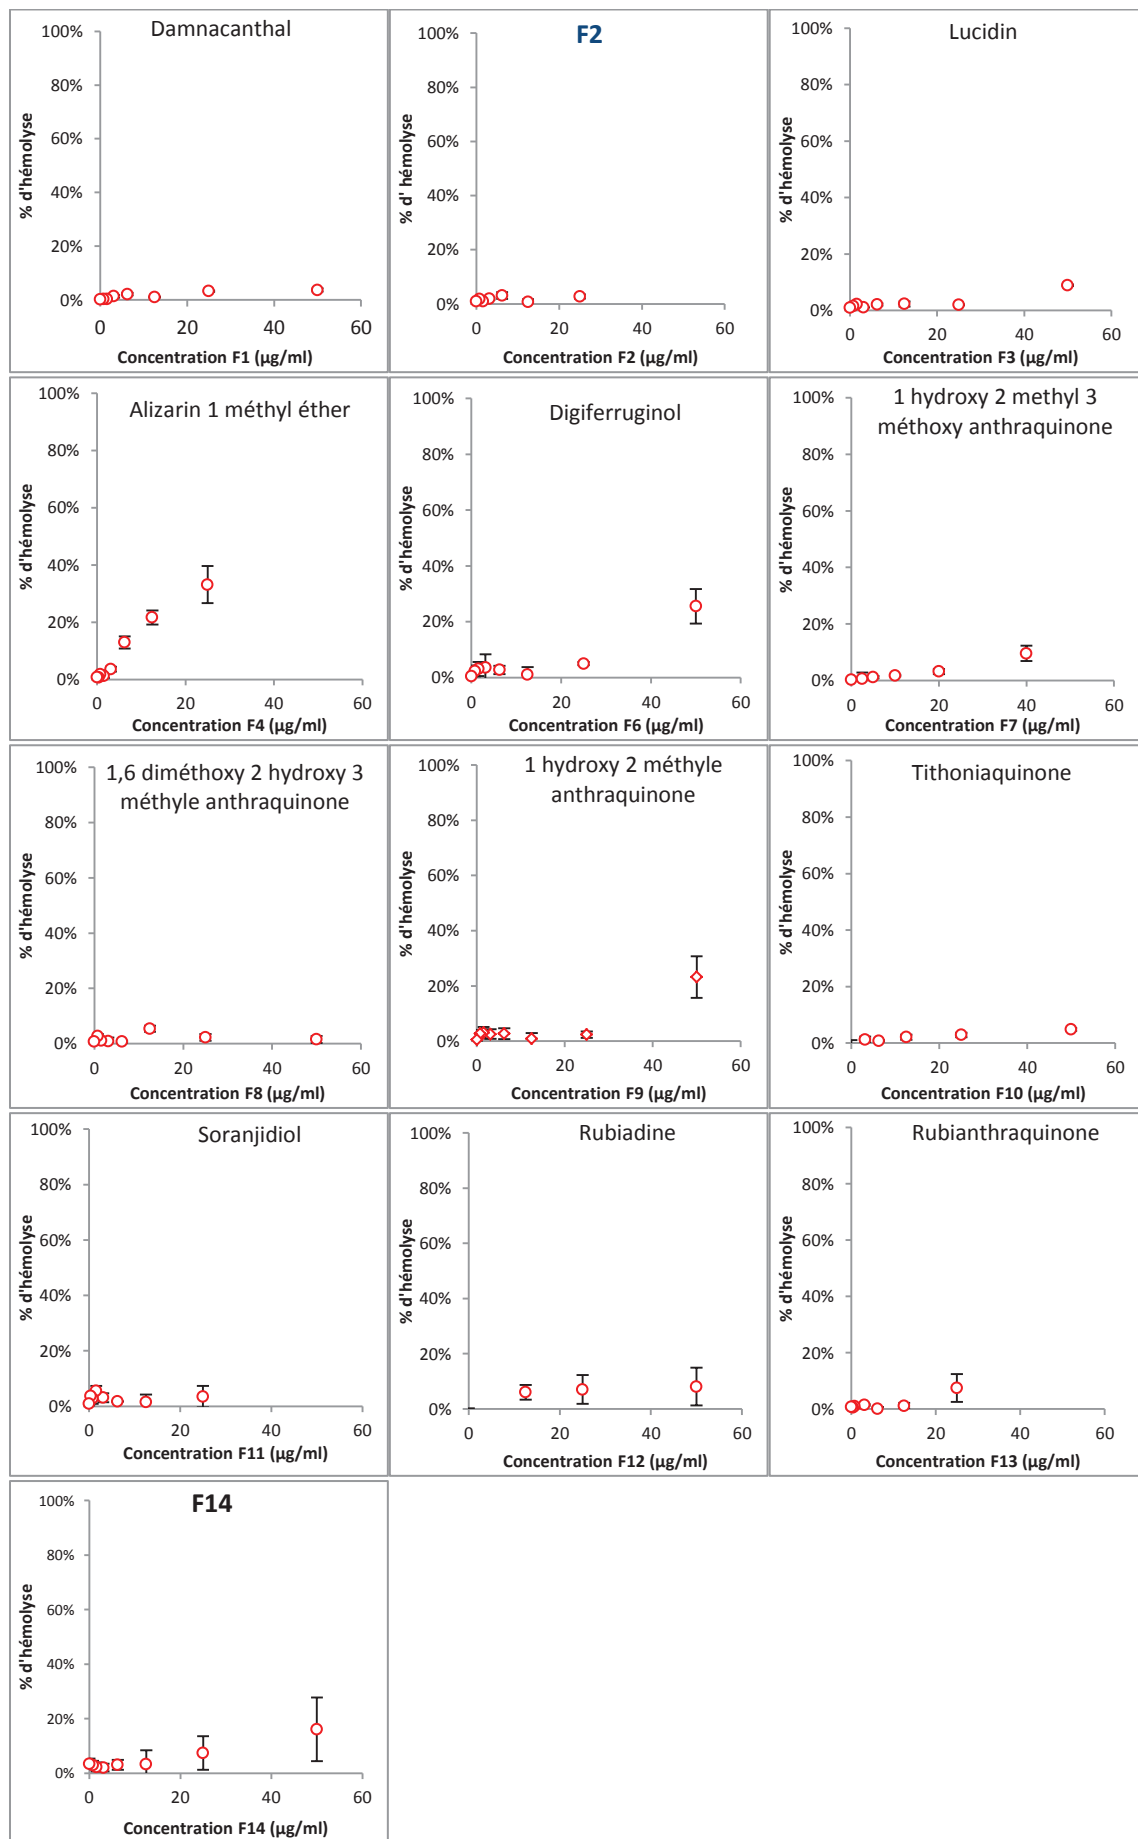 Damnacanthal
% d'hémolyse
100%
80%
60%
40%
20%
0%
0 20 40 60
Concentration F1 (µg/ml)
F2
% d' hémolyse
100%
80%
60%
40%
20%
0%
0 20 40 60
Concentration F2 (µg/ml)
Lucidin
% d'hémolyse
100%
80%
60%
40%
20%
0%
0 20 40 60
Concentration F3 (µg/ml)
Alizarin 1 méthyl éther
% d'hémolyse
100%
80%
60%
40%
20%
0%
0 20 40 60
Concentration F4 (µg/ml)
Digiferruginol
% d'hémolyse
100%
80%
60%
40%
20%
0%
0 20 40 60
Concentration F6 (µg/ml)
1 hydroxy 2 methyl 3
méthoxy anthraquinone
% d'hémolyse
100%
80%
60%
40%
20%
0%
0 20 40 60
Concentration F7 (µg/ml)
1,6 diméthoxy 2 hydroxy 3
méthyle anthraquinone
% d'hémolyse
100%
80%
60%
40%
20%
0%
0 20 40 60
Concentration F8 (µg/ml)
1 hydroxy 2 méthyle
anthraquinone
% d'hémolyse
100%
80%
60%
40%
20%
0%
0 20 40 60
Concentration F9 (µg/ml)
Tithoniaquinone
% d'hémolyse
100%
80%
60%
40%
20%
0%
0 20 40 60
Concentration F10 (µg/ml)
Soranjidiol
% d'hémolyse
100%
80%
60%
40%
20%
0%
0 20 40 60
Concentration F11 (µg/ml)
Rubiadine
% d'hémolyse
100%
80%
60%
40%
20%
0%
0 20 40 60
Concentration F12 (µg/ml)
Rubianthraquinone
% d'hémolyse
100%
80%
60%
40%
20%
0%
0 20 40 60
Concentration F13 (µg/ml)
F14
% d'hémolyse
100%
80%
60%
40%
20%
0%
0 20 40 60
Concentration F14 (µg/ml)